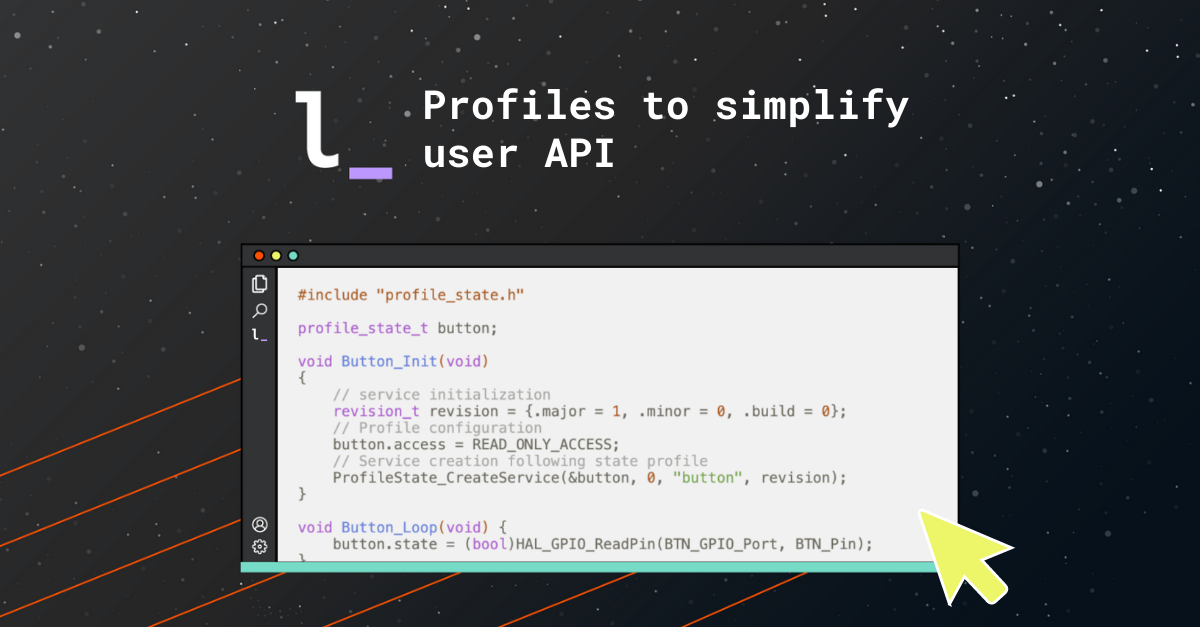 l_
Profiles to simplify
user API
#include "profile_state.h"
profile_state_t button;
void Button_Init(void)
{
    // service initialization
    revision_t revision = {.major = 1, .minor = 0, .build = 0};
    // Profile configuration
    button.access = READ_ONLY_ACCESS;
    // Service creation following state profile
    ProfileState_CreateService(&button, 0, "button", revision);
}
void Button_Loop(void) {
    button.state = (bool)HAL_GPIO_ReadPin(BTN_GPIO_Port, BTN_Pin);
}
l_